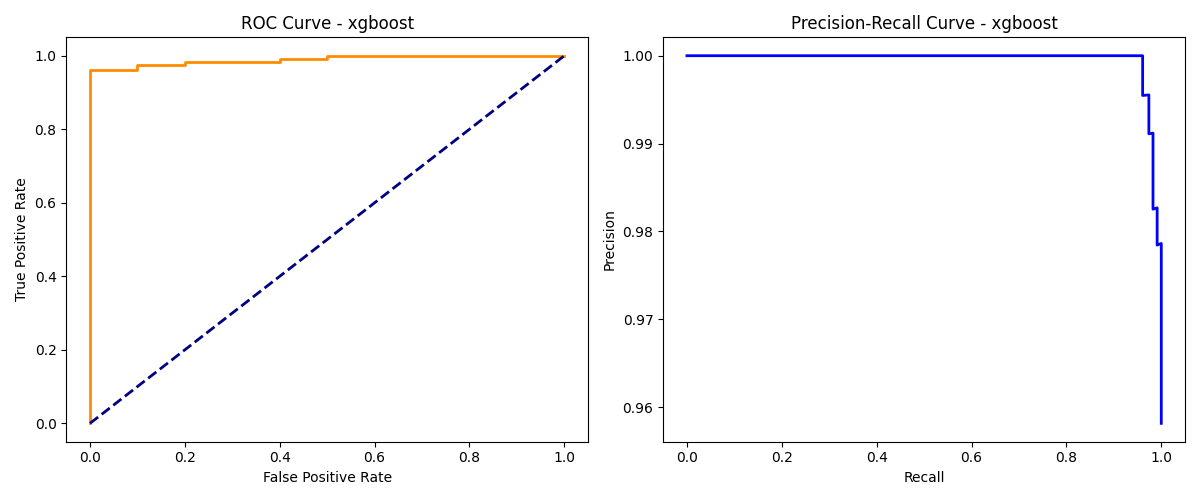 ROC Curve - xgboost
1.0
0.8
0.6
0.4
0.2
0.0
True Positive Rate
0.0 0.2 0.4 0.6 0.8 1.0
False Positive Rate
Precision-Recall Curve - xgboost
1.00
0.99
0.98
0.97
0.96
Precision
0.0 0.2 0.4 0.6 0.8 1.0
Recall